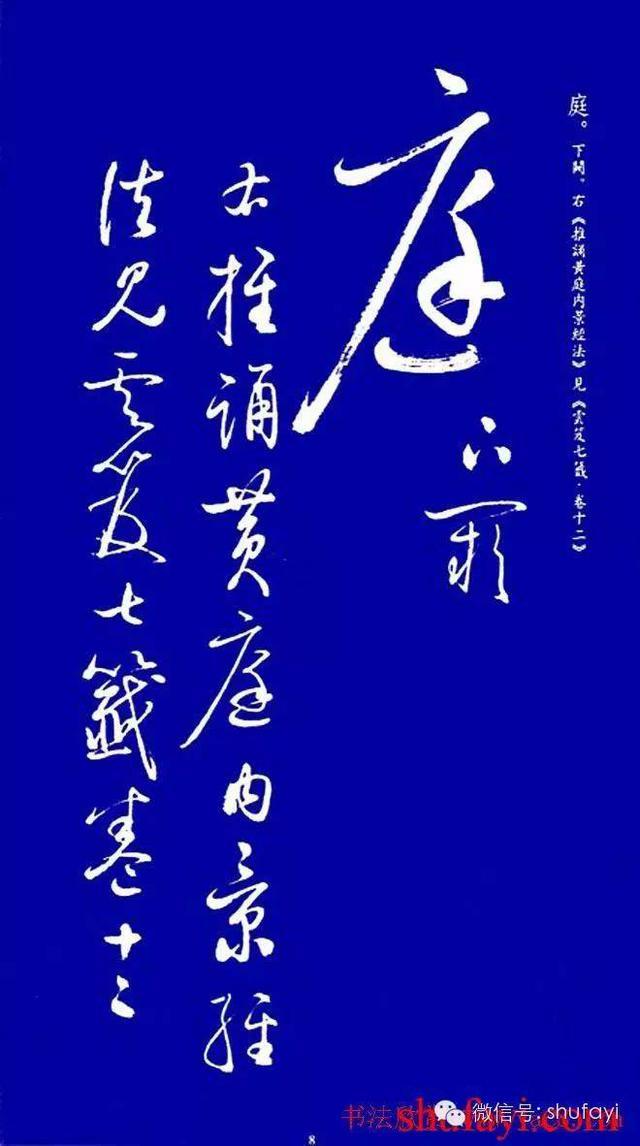 庭。下闕。右《推誦黃庭内景經法》見《雲笈七籤·卷十二》
庭下闕
右推誦黃庭内景經
法見雲笈七籤卷十二
8
书法
shufayi.com
微信号: shufayi